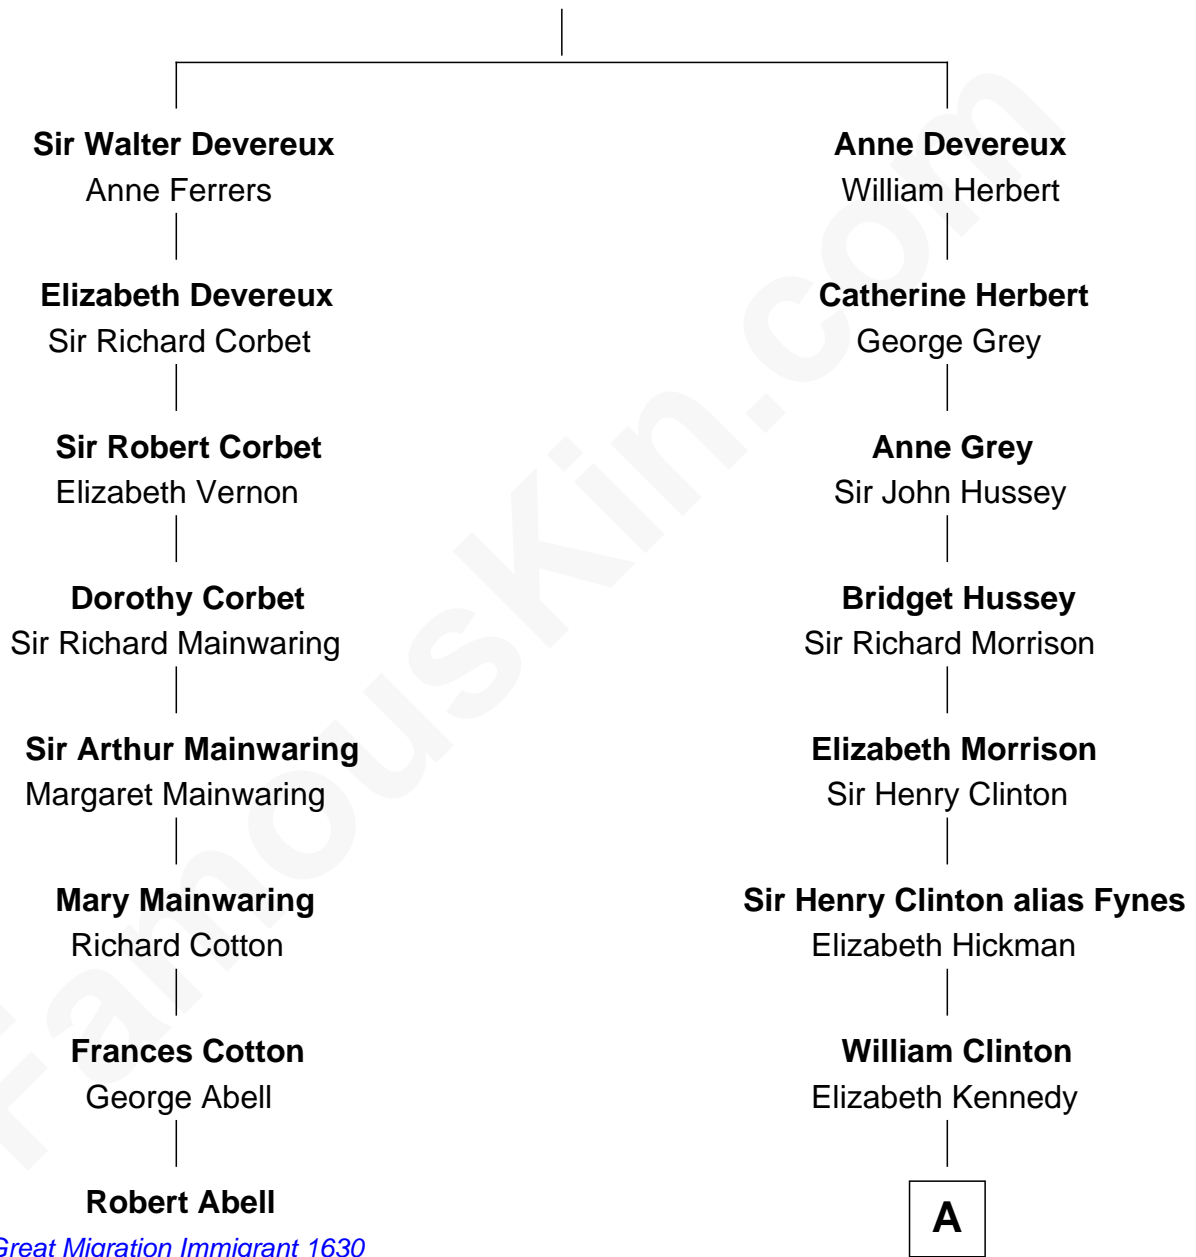 Sir Walter Devereux
Anne Ferrers
Elizabeth Devereux
Sir Richard Corbet
Sir Robert Corbet
Elizabeth Vernon
Dorothy Corbet
Sir Richard Mainwaring
Sir Arthur Mainwaring
Margaret Mainwaring
Mary Mainwaring
Richard Cotton
Frances Cotton
George Abell
Robert Abell
Great Migration Immigrant 1630
Anne Devereux
William Herbert
Catherine Herbert
George Grey
Anne Grey
Sir John Hussey
Bridget Hussey
Sir Richard Morrison
Elizabeth Morrison
Sir Henry Clinton
Sir Henry Clinton alias Fynes
Elizabeth Hickman
William Clinton
Elizabeth Kennedy
A
FamousKin.com